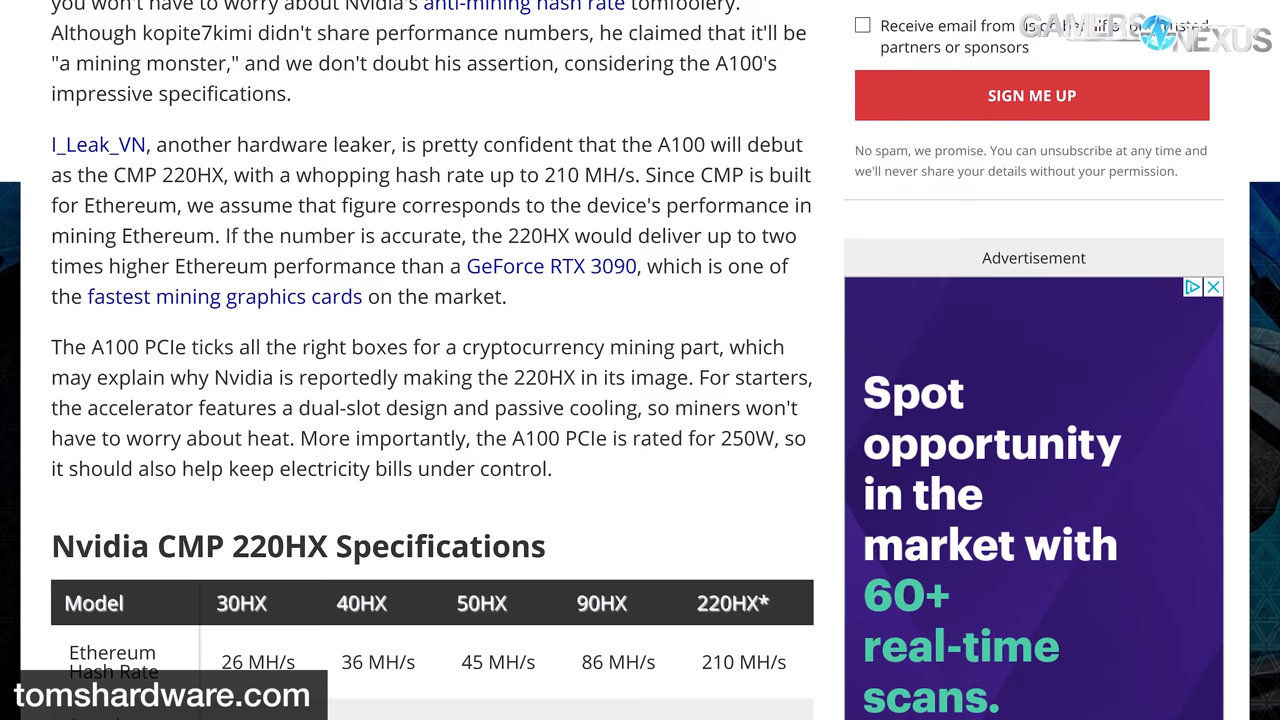 you won't have to worry about Nvidia's anti-mining hash rate tomfoolery.
Although kopite7kimi didn't share performance numbers, he claimed that it'll be
"a mining monster," and we don't doubt his assertion, considering the A100's
impressive specifications.
I_Leak_VN, another hardware leaker, is pretty confident that the A100 will debut
as the CMP 220HX, with a whopping hash rate up to 210 MH/s. Since CMP is built
for Ethereum, we assume that figure corresponds to the device's performance in
mining Ethereum. If the number is accurate, the 220HX would deliver up to two
times higher Ethereum performance than a GeForce RTX 3090, which is one of
the fastest mining graphics cards on the market.
The A100 PCIe ticks all the right boxes for a cryptocurrency mining part, which
may explain why Nvidia is reportedly making the 220HX in its image. For starters,
the accelerator features a dual-slot design and passive cooling, so miners won't
have to worry about heat. More importantly, the A100 PCIe is rated for 250W, so
it should also help keep electricity bills under control.
Nvidia CMP 220HX Specifications
Model 30HX 40HX 50HX 90HX 220HX*
Ethereum
Hash Rate 26 MH/s 36 MH/s 45 MH/s 86 MH/s 210 MH/s
tomshardware.com
GAMERS NEXUS
Receive email from us on behalf of our trusted
partners or sponsors
SIGN ME UP
No spam, we promise. You can unsubscribe at any time and
we'll never share your details without your permission.
Advertisement
Spot
opportunity
in the
market with
60+
real-time
scans.